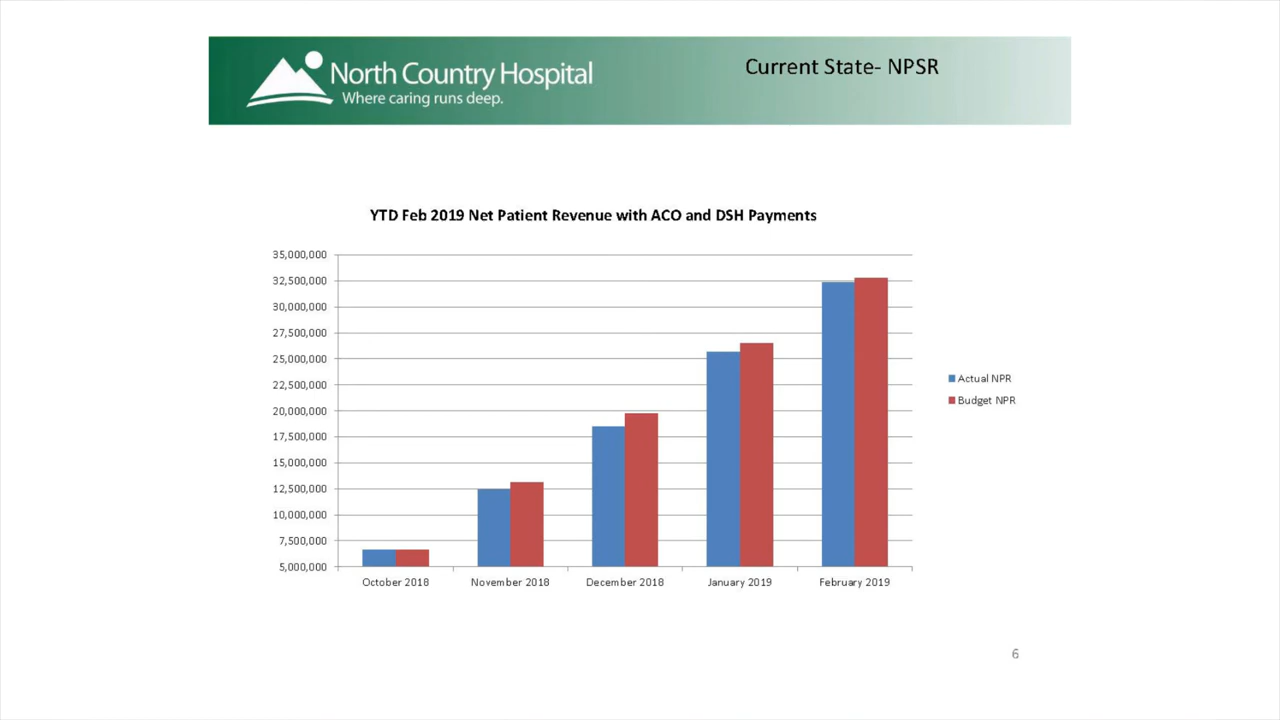 North Country Hospital
Where caring runs deep.
Current State- NPSR
YTD Feb 2019 Net Patient Revenue with ACO and DSH Payments
35,000,000
32,500,000
30,000,000
27,500,000
25,000,000
22,500,000
20,000,000
17,500,000
15,000,000
12,500,000
10,000,000
7,500,000
5,000,000
October 2018
November 2018
December 2018
January 2019
February 2019
Actual NPR
Budget NPR
6